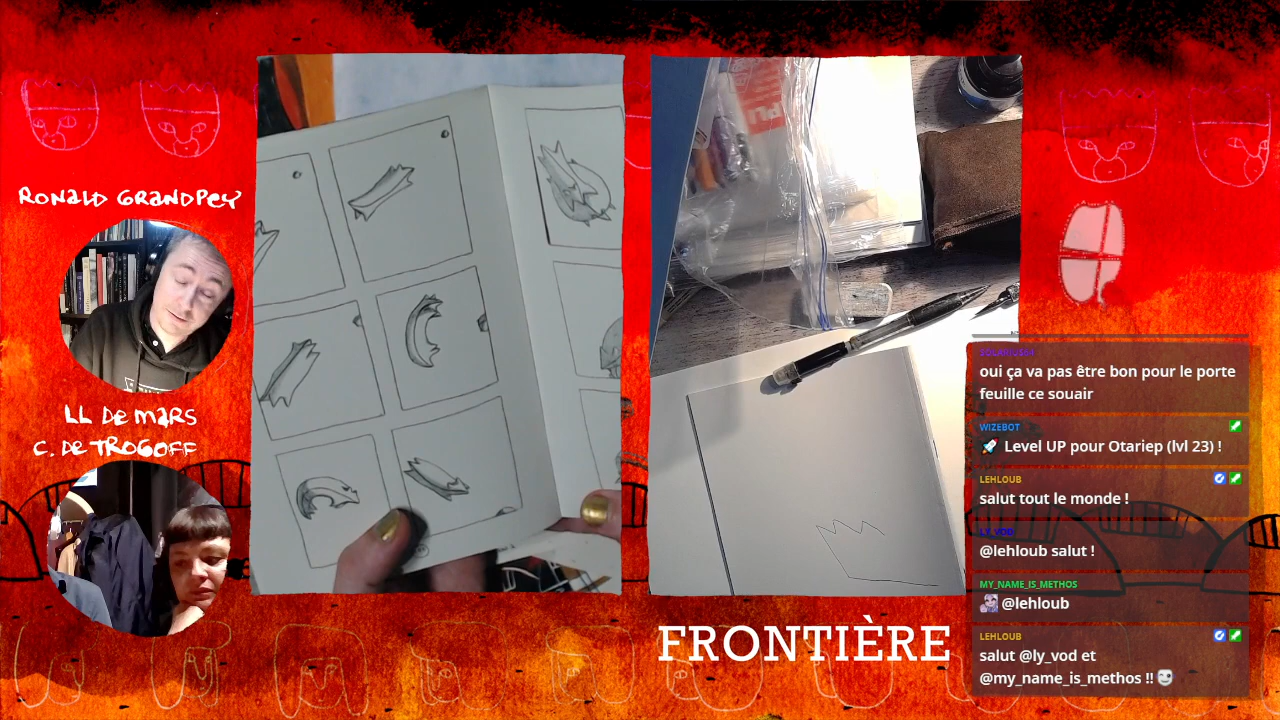 RONALD GRANDPEY
LL DE MARS
C. DE TROGOFF
FRONTIÈRE
oui ça va pas être bon pour le porte
feuille ce souair
WIZEBOT
🚀 Level UP pour Otariep (lvl 23) !
LEHLOUB
salut tout le monde !
LY_VOD
@lehloub salut !
MY_NAME_IS_METHOS
@lehloub
LEHLOUB
salut @ly_vod et
@my_name_is_methos !!